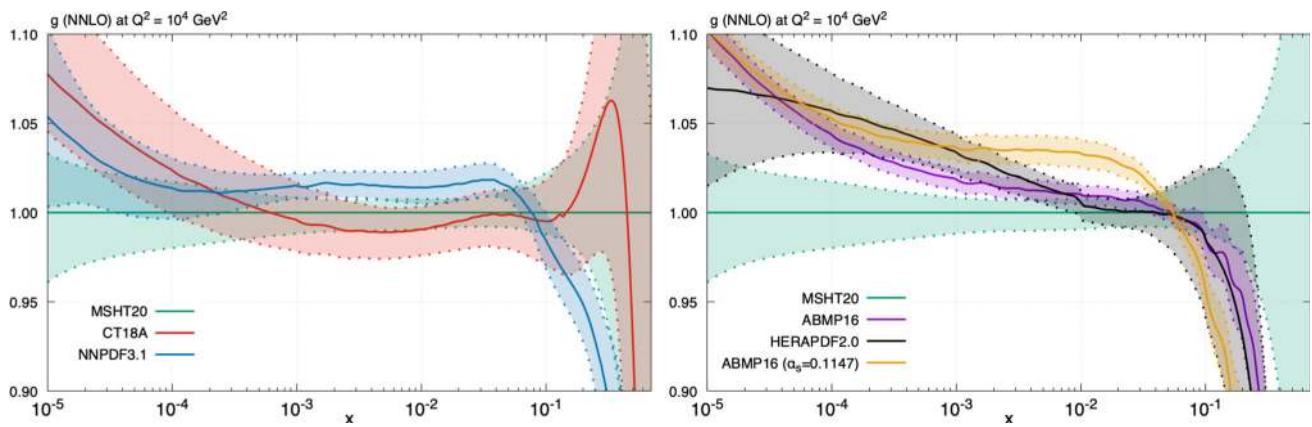 g (NNLO) at Q² = 10⁴ GeV²
1.10
1.05
1.00
0.95
0.90
MSHT20
CT18A
NNPDF3.1
10⁻⁵ 10⁻⁴ 10⁻³ 10⁻² 10⁻¹
x
g (NNLO) at Q² = 10⁴ GeV²
1.10
1.05
1.00
0.95
0.90
MSHT20
ABMP16
HERAPDF2.0
ABMP16 (αₛ=0.1147)
10⁻⁵ 10⁻⁴ 10⁻³ 10⁻² 10⁻¹
x